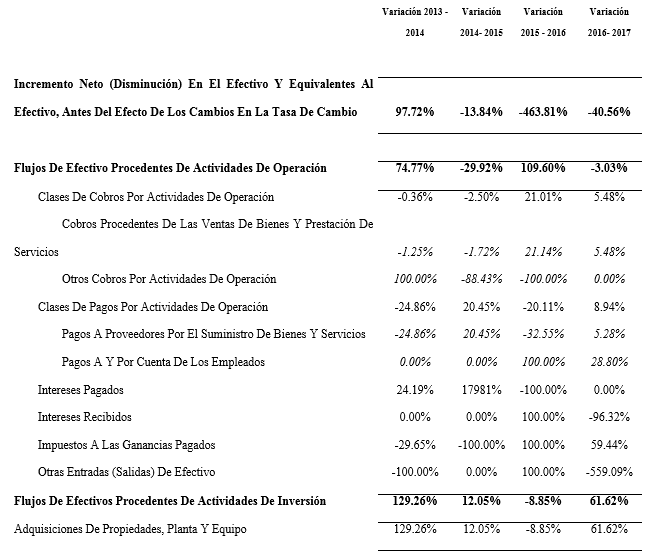 Variación 2013 - Variación Variación Variación
2014 2014- 2015 2015 - 2016 2016- 2017
Incremento Neto (Disminución) En El Efectivo Y Equivalentes Al
Efectivo, Antes Del Efecto De Los Cambios En La Tasa De Cambio 97.72% -13.84% -463.81% -40.56%
Flujos De Efectivo Procedentes De Actividades De Operación 74.77% -29.92% 109.60% -3.03%
Clases De Cobros Por Actividades De Operación -0.36% -2.50% 21.01% 5.48%
Cobros Procedentes De Las Ventas De Bienes Y Prestación De
Servicios -1.25% -1.72% 21.14% 5.48%
Otros Cobros Por Actividades De Operación 100.00% -88.43% -100.00% 0.00%
Clases De Pagos Por Actividades De Operación -24.86% 20.45% -20.11% 8.94%
Pagos A Proveedores Por El Suministro De Bienes Y Servicios -24.86% 20.45% -32.55% 5.28%
Pagos A Y Por Cuenta De Los Empleados 0.00% 0.00% 100.00% 28.80%
Intereses Pagados 24.19% 17981% -100.00% 0.00%
Intereses Recibidos 0.00% 0.00% 100.00% -96.32%
Impuestos A Las Ganancias Pagados -29.65% -100.00% 100.00% 59.44%
Otras Entradas (Salidas) De Efectivo -100.00% 0.00% 100.00% -559.09%
Flujos De Efectivos Procedentes De Actividades De Inversión 129.26% 12.05% -8.85% 61.62%
Adquisiciones De Propiedades, Planta Y Equipo 129.26% 12.05% -8.85% 61.62%